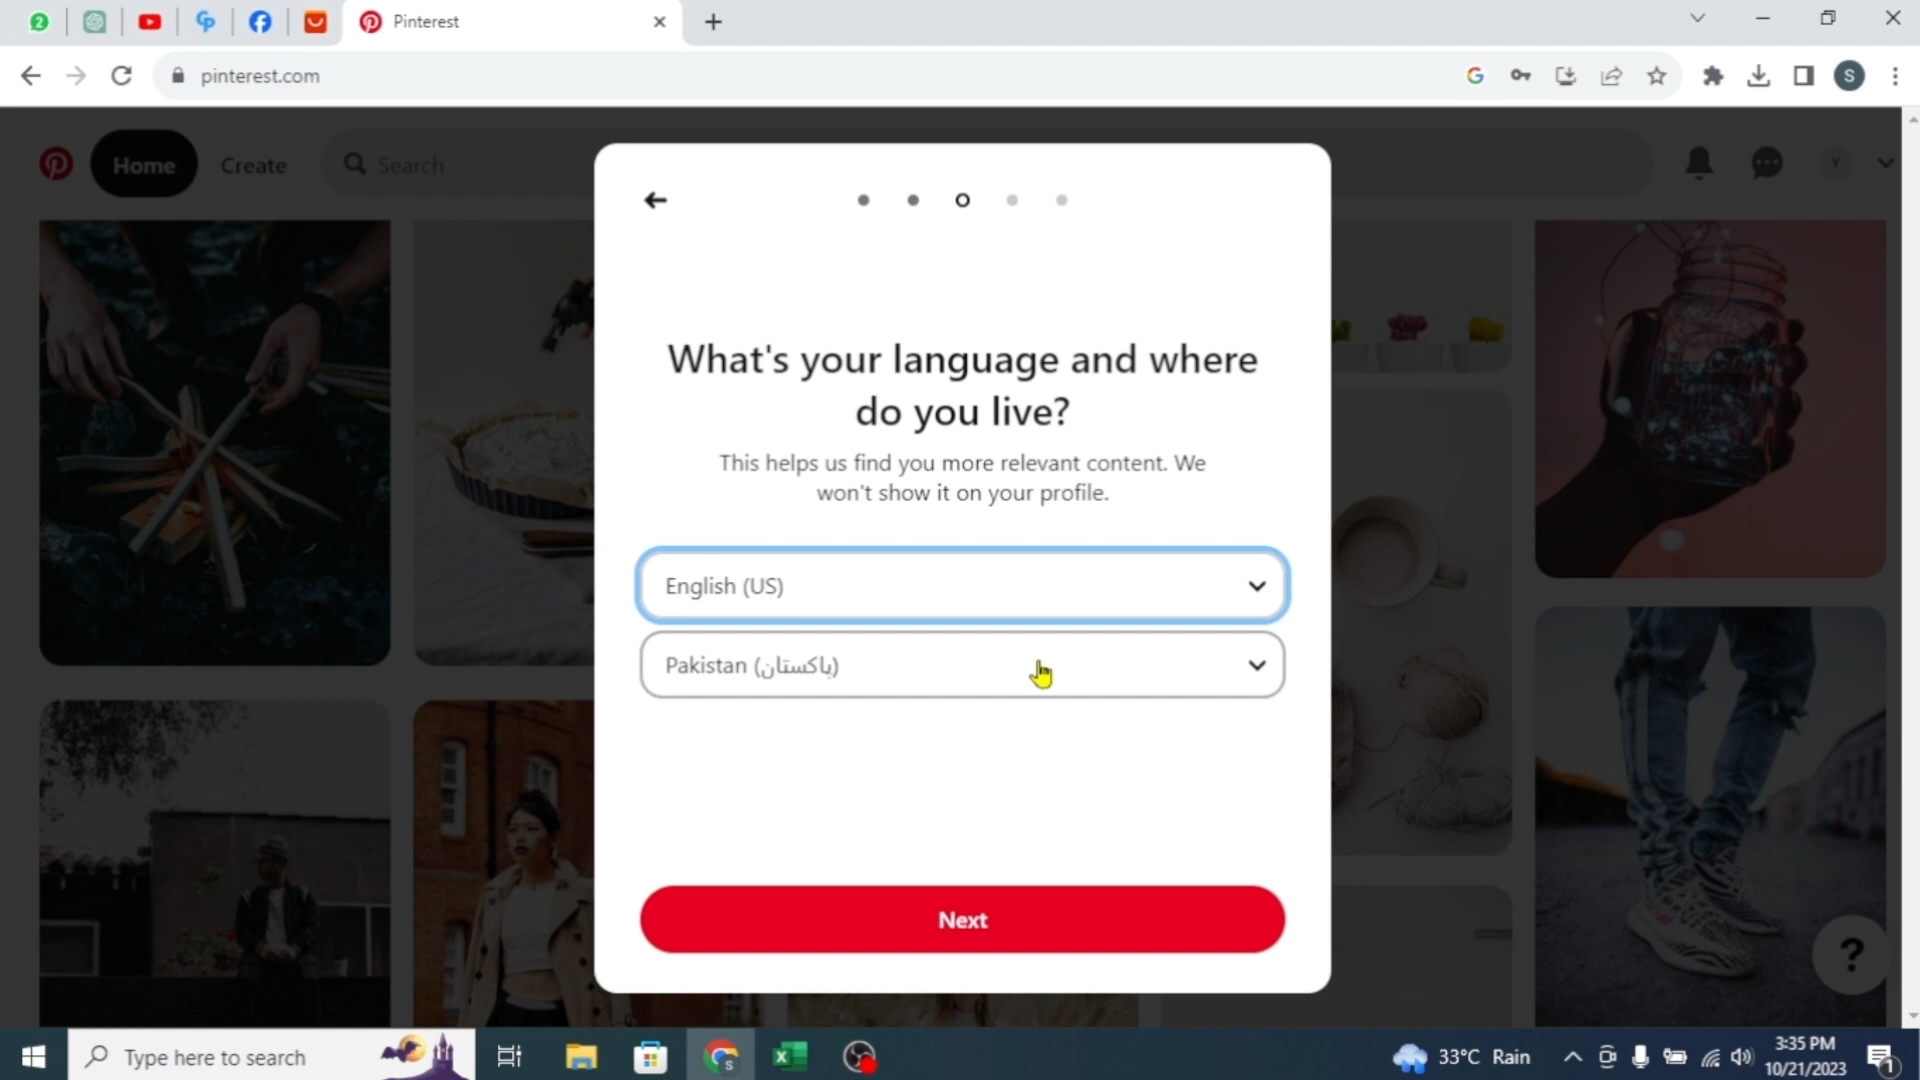 Pinterest
pinterest.com
S
Home
Create
Search
Y
What's your language and where
do you live?
This helps us find you more relevant content. We
won't show it on your profile.
English (US)
Pakistan (پاکستان)
Next
?
Type here to search
33°C Rain
3:35 PM
10/21/2023
1